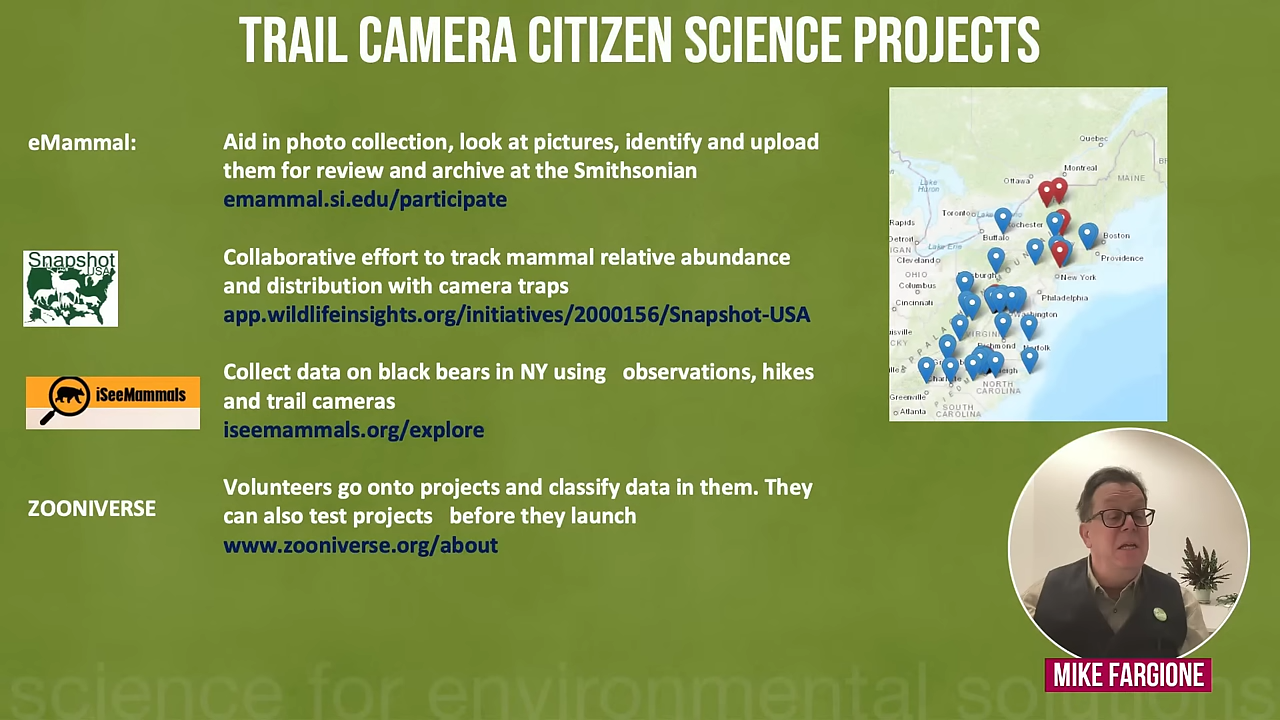 TRAIL CAMERA CITIZEN SCIENCE PROJECTS
eMammal:
Aid in photo collection, look at pictures, identify and upload
them for review and archive at the Smithsonian
emammal.si.edu/participate
Snapshot
USA
Collaborative effort to track mammal relative abundance
and distribution with camera traps
app.wildlifeinsights.org/initiatives/2000156/Snapshot-USA
iSeeMammals
Collect data on black bears in NY using observations, hikes
and trail cameras
iseemammals.org/explore
ZOONIVERSE
Volunteers go onto projects and classify data in them. They
can also test projects before they launch
www.zooniverse.org/about
Quebec
Montreal
Ottawa
MAINE
Lake
Huron
Toronto
Rapids
Detroit
Buffalo
Boston
Lake Erie
Providence
Cleveland
New York
OHIO
Columbus
Philadelphia
Cincinnati
VIRGINIA
Richmond
NORTH
CAROLINA
Greenville
Atlanta
SOUTH
CAROLINA
MIKE FARGIONE
science for environmental solutions